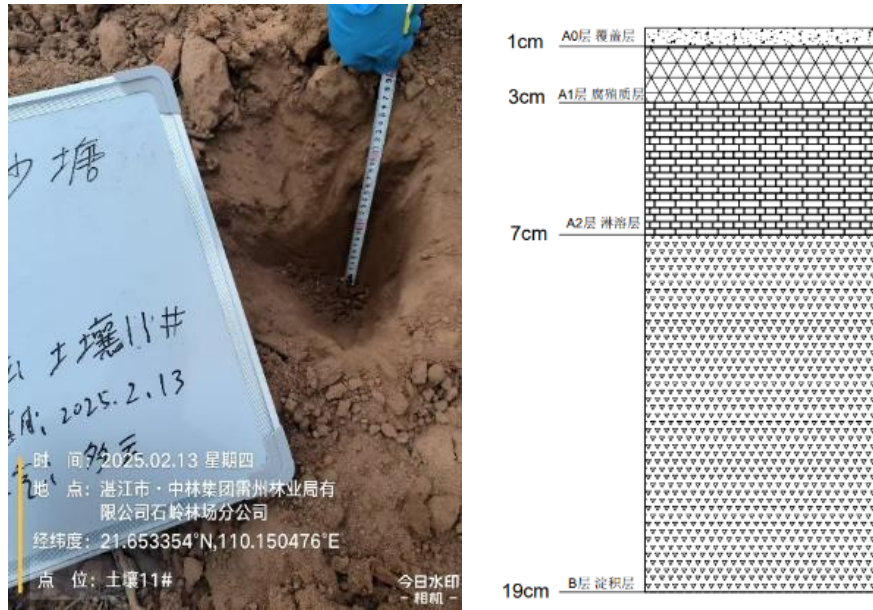 沙塘
土壤11#
2025.2.13
多云
时 间：2025.02.13 星期四
地 点：湛江市·中林集团雷州林业局有
限公司石岭林场分公司
经纬度：21.653354°N,110.150476°E
点 位：土壤11#
今日水印
-相机-
1cm A0层 覆盖层
3cm A1层 腐殖质层
7cm A2层 淋溶层
19cm B层 淀积层